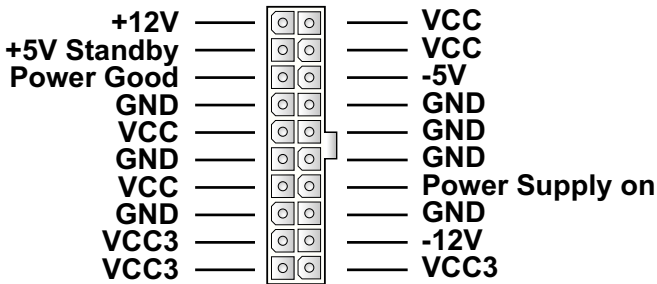 +12V VCC
+5V Standby VCC
Power Good -5V
GND GND
VCC GND
GND GND
VCC Power Supply on
GND GND
VCC3 -12V
VCC3 VCC3